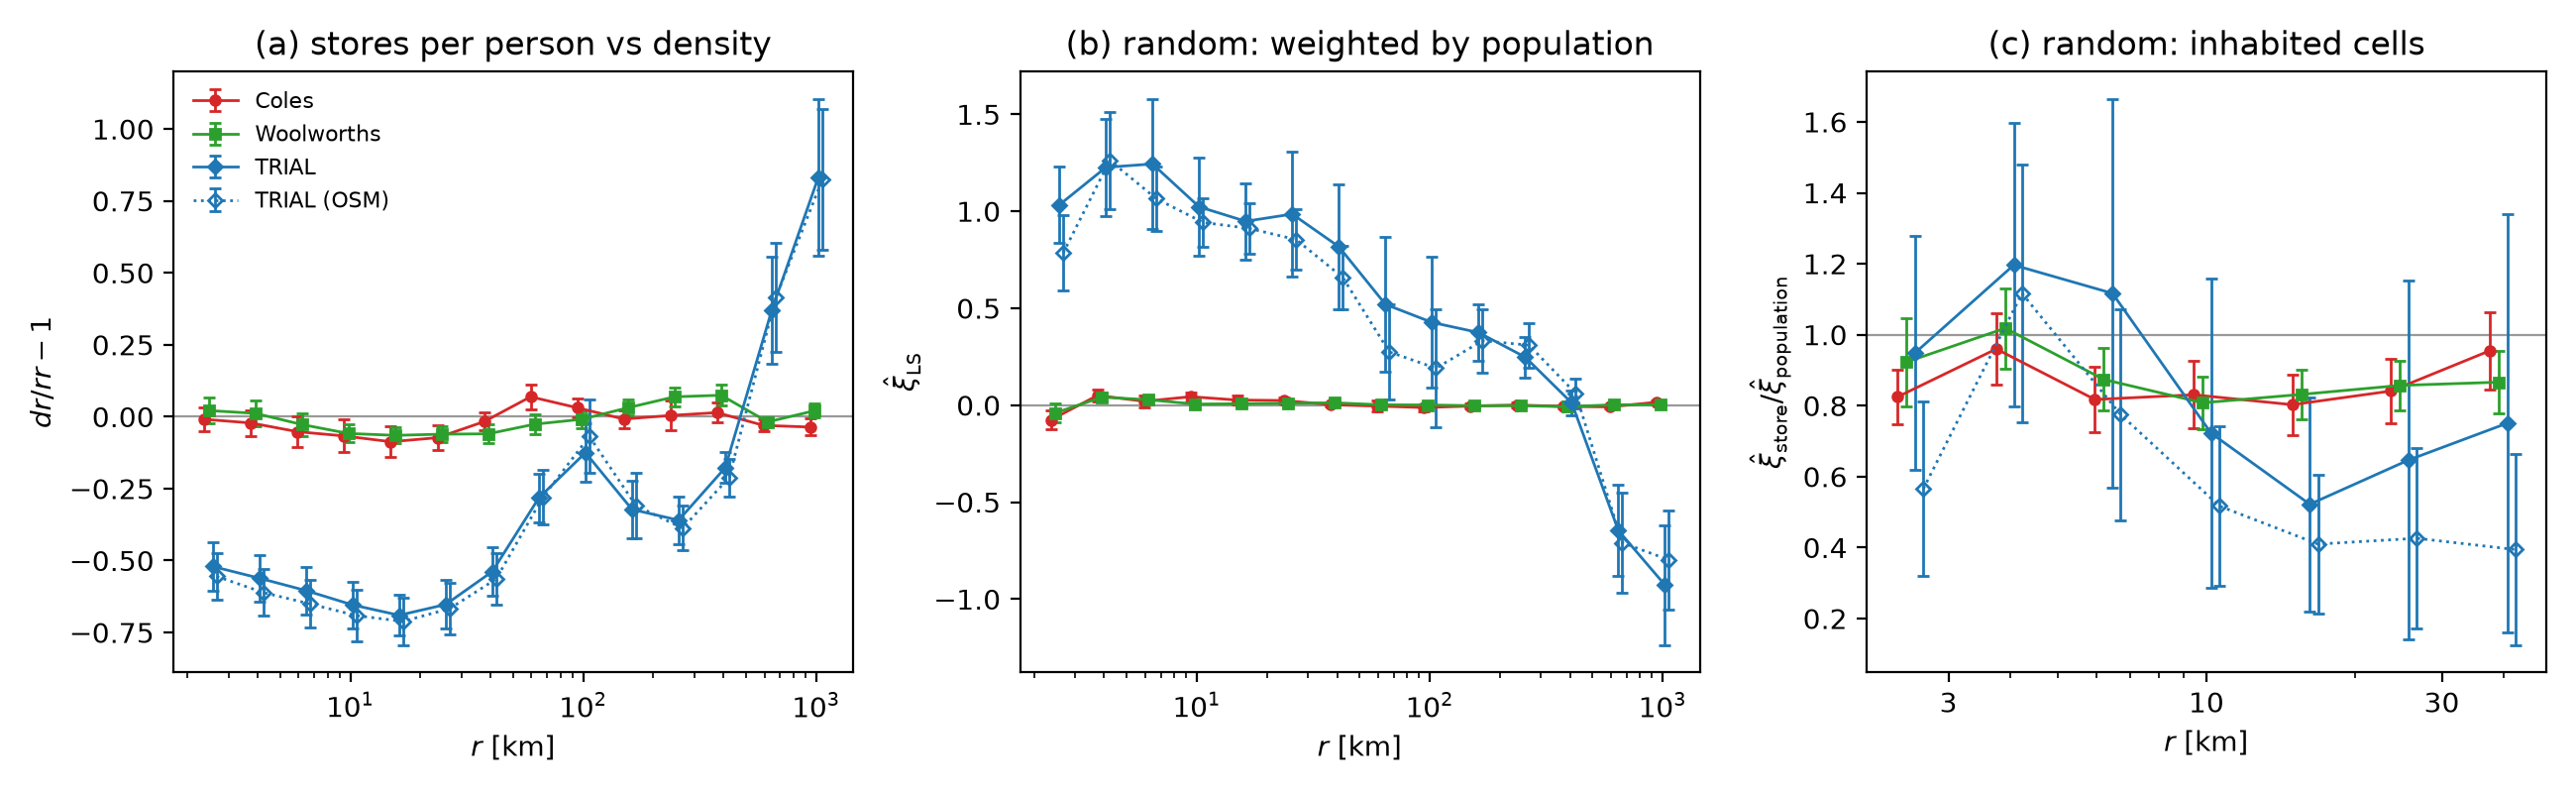 (a) stores per person vs density
dr/rr − 1
1.00
0.75
0.50
0.25
0.00
−0.25
−0.50
−0.75
Coles
Woolworths
TRIAL
TRIAL (OSM)
10¹
10²
10³
r [km]
(b) random: weighted by population
ξ̂_Ls
1.5
1.0
0.5
0.0
−0.5
−1.0
10¹
10²
10³
r [km]
(c) random: inhabited cells
ξ̂_store/ξ̂_population
1.6
1.4
1.2
1.0
0.8
0.6
0.4
0.2
3
10
30
r [km]